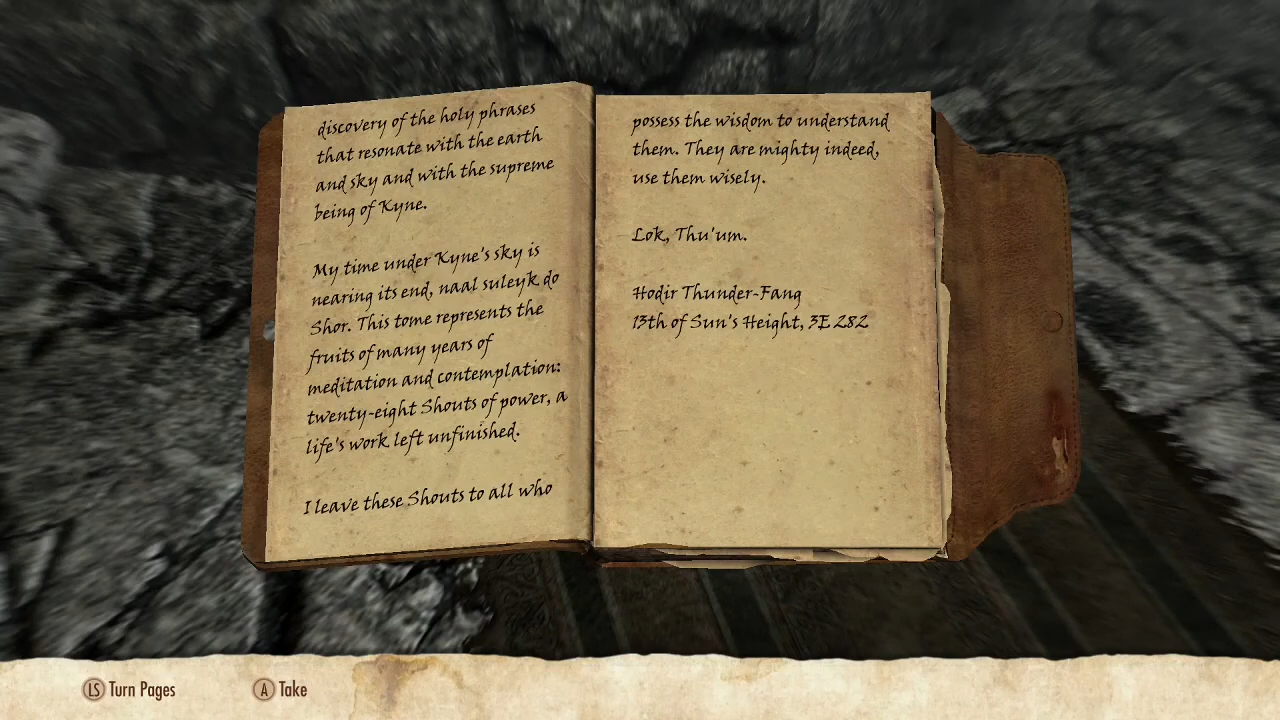 discovery of the holy phrases
that resonate with the earth
and sky and with the supreme
being of Kyne.
My time under Kyne's sky is
nearing its end, naal suleyk do
Shor. This tome represents the
fruits of many years of
meditation and contemplation:
twenty-eight Shouts of power, a
life's work left unfinished.
I leave these Shouts to all who
possess the wisdom to understand
them. They are mighty indeed,
use them wisely.
Lok, Thu'um.
Hodir Thunder-Fang
13th of Sun's Height, 3E 282
LS Turn Pages
A Take